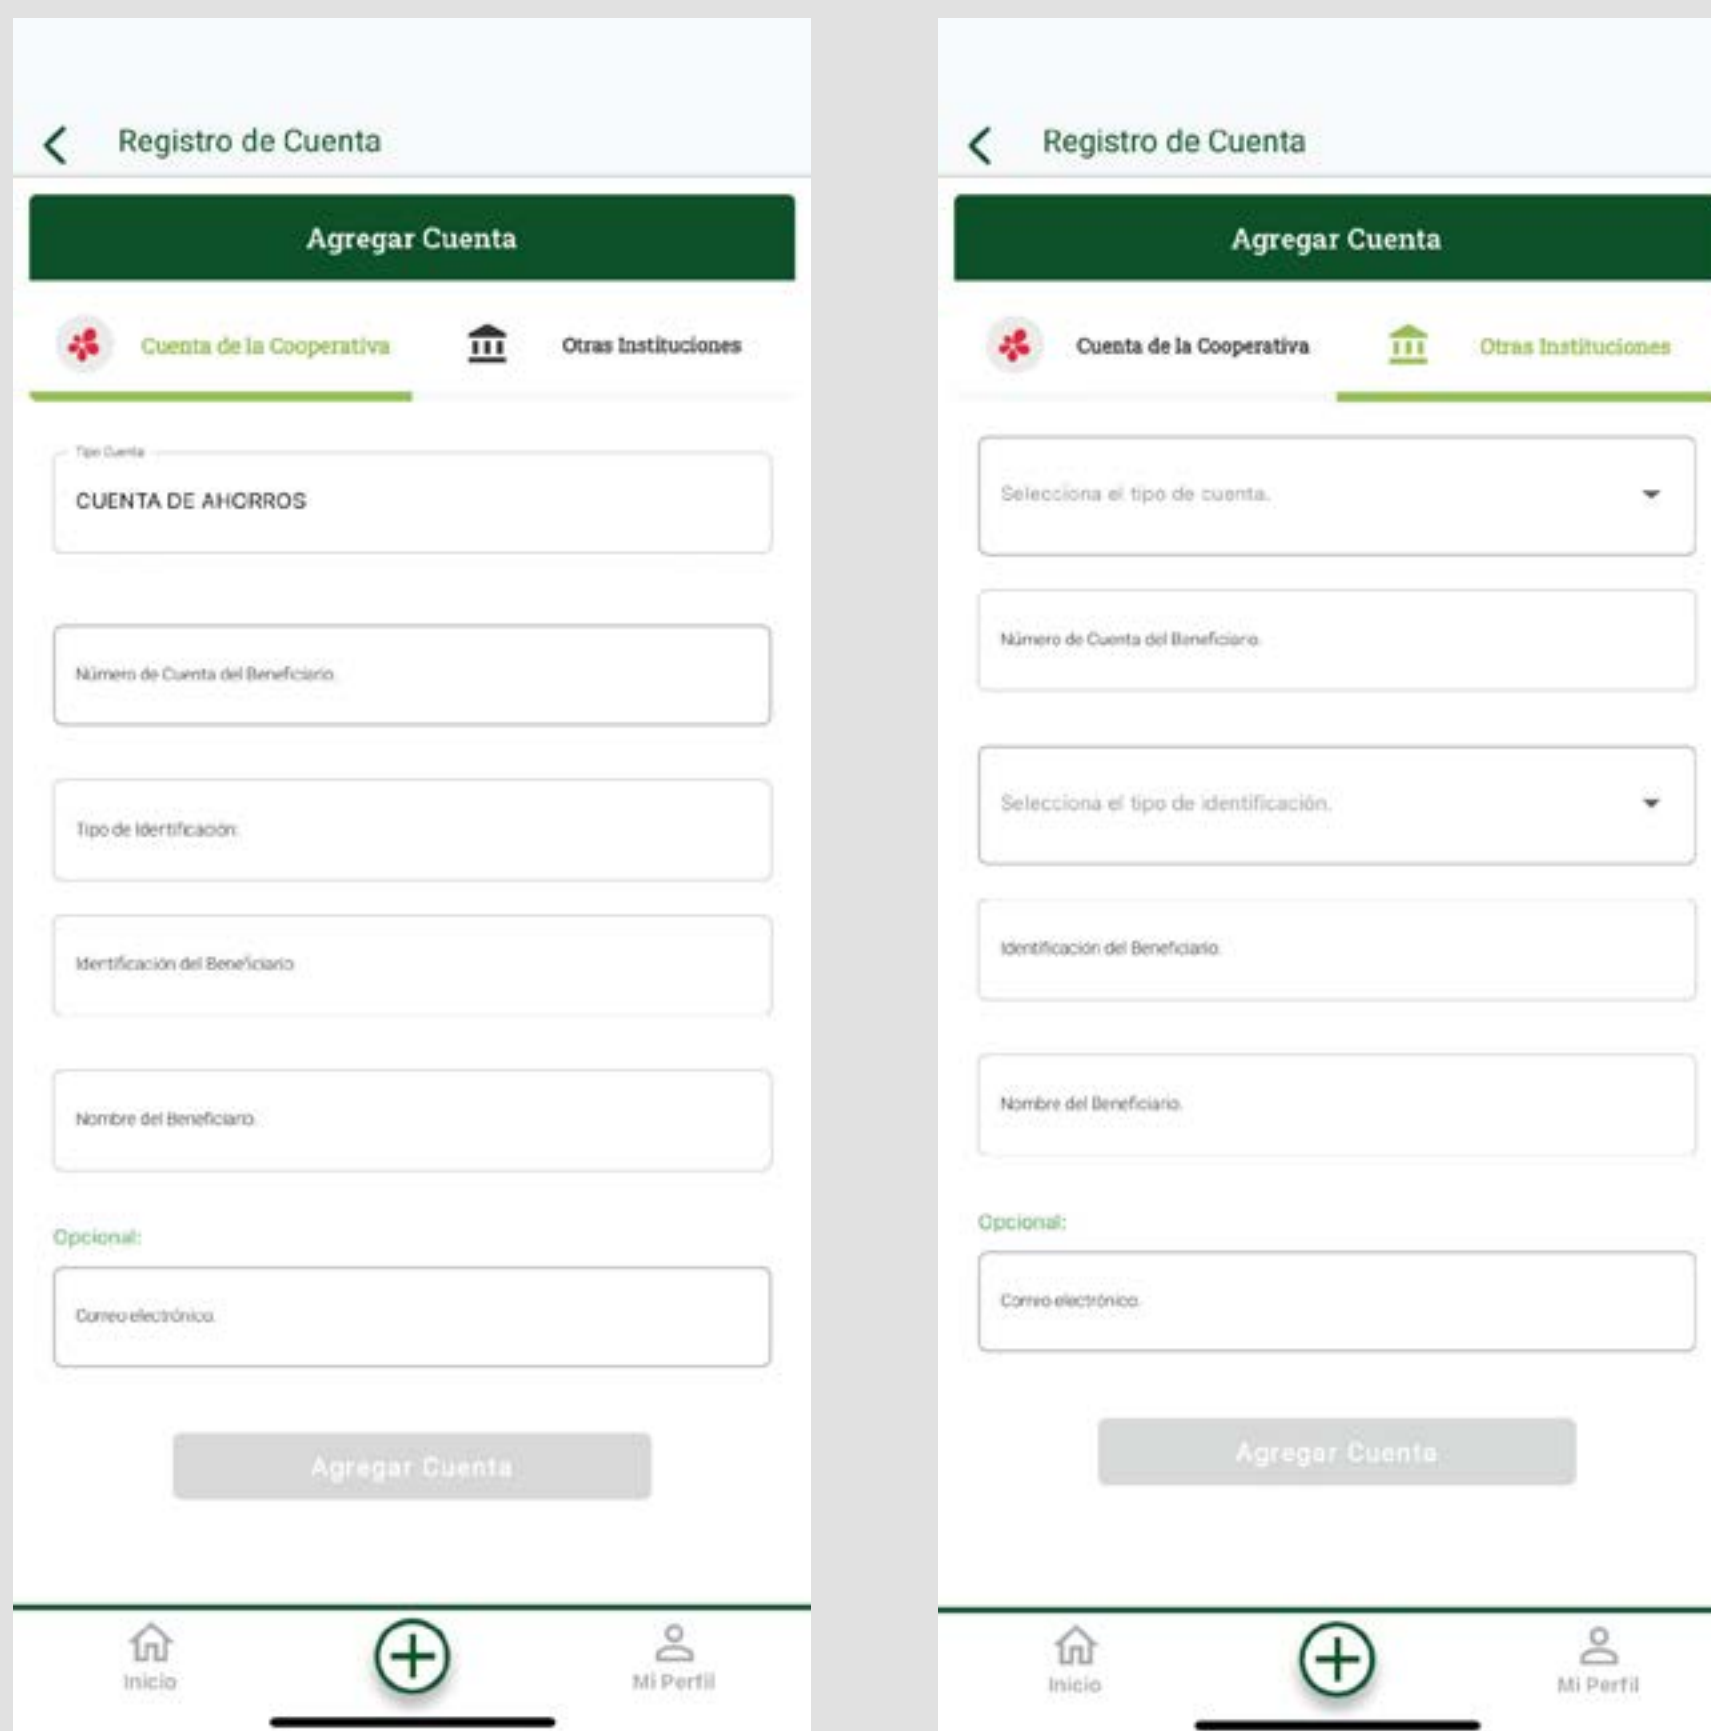 Registro de Cuenta
Agregar Cuenta
Cuenta de la Cooperativa
Otras Instituciones
Tipo Cuenta
CUENTA DE AHORROS
Número de Cuenta del Beneficiario.
Tipo de Identificación:
Identificación del Beneficiario
Nombre del Beneficiario.
Opcional:
Correo electrónico.
Agregar Cuenta
Inicio
Mi Perfil
Registro de Cuenta
Agregar Cuenta
Cuenta de la Cooperativa
Otras Instituciones
Selecciona el tipo de cuenta.
Número de Cuenta del Beneficiario.
Selecciona el tipo de identificación.
Identificación del Beneficiario.
Nombre del Beneficiario.
Opcional:
Correo electrónico.
Agregar Cuenta
Inicio
Mi Perfil